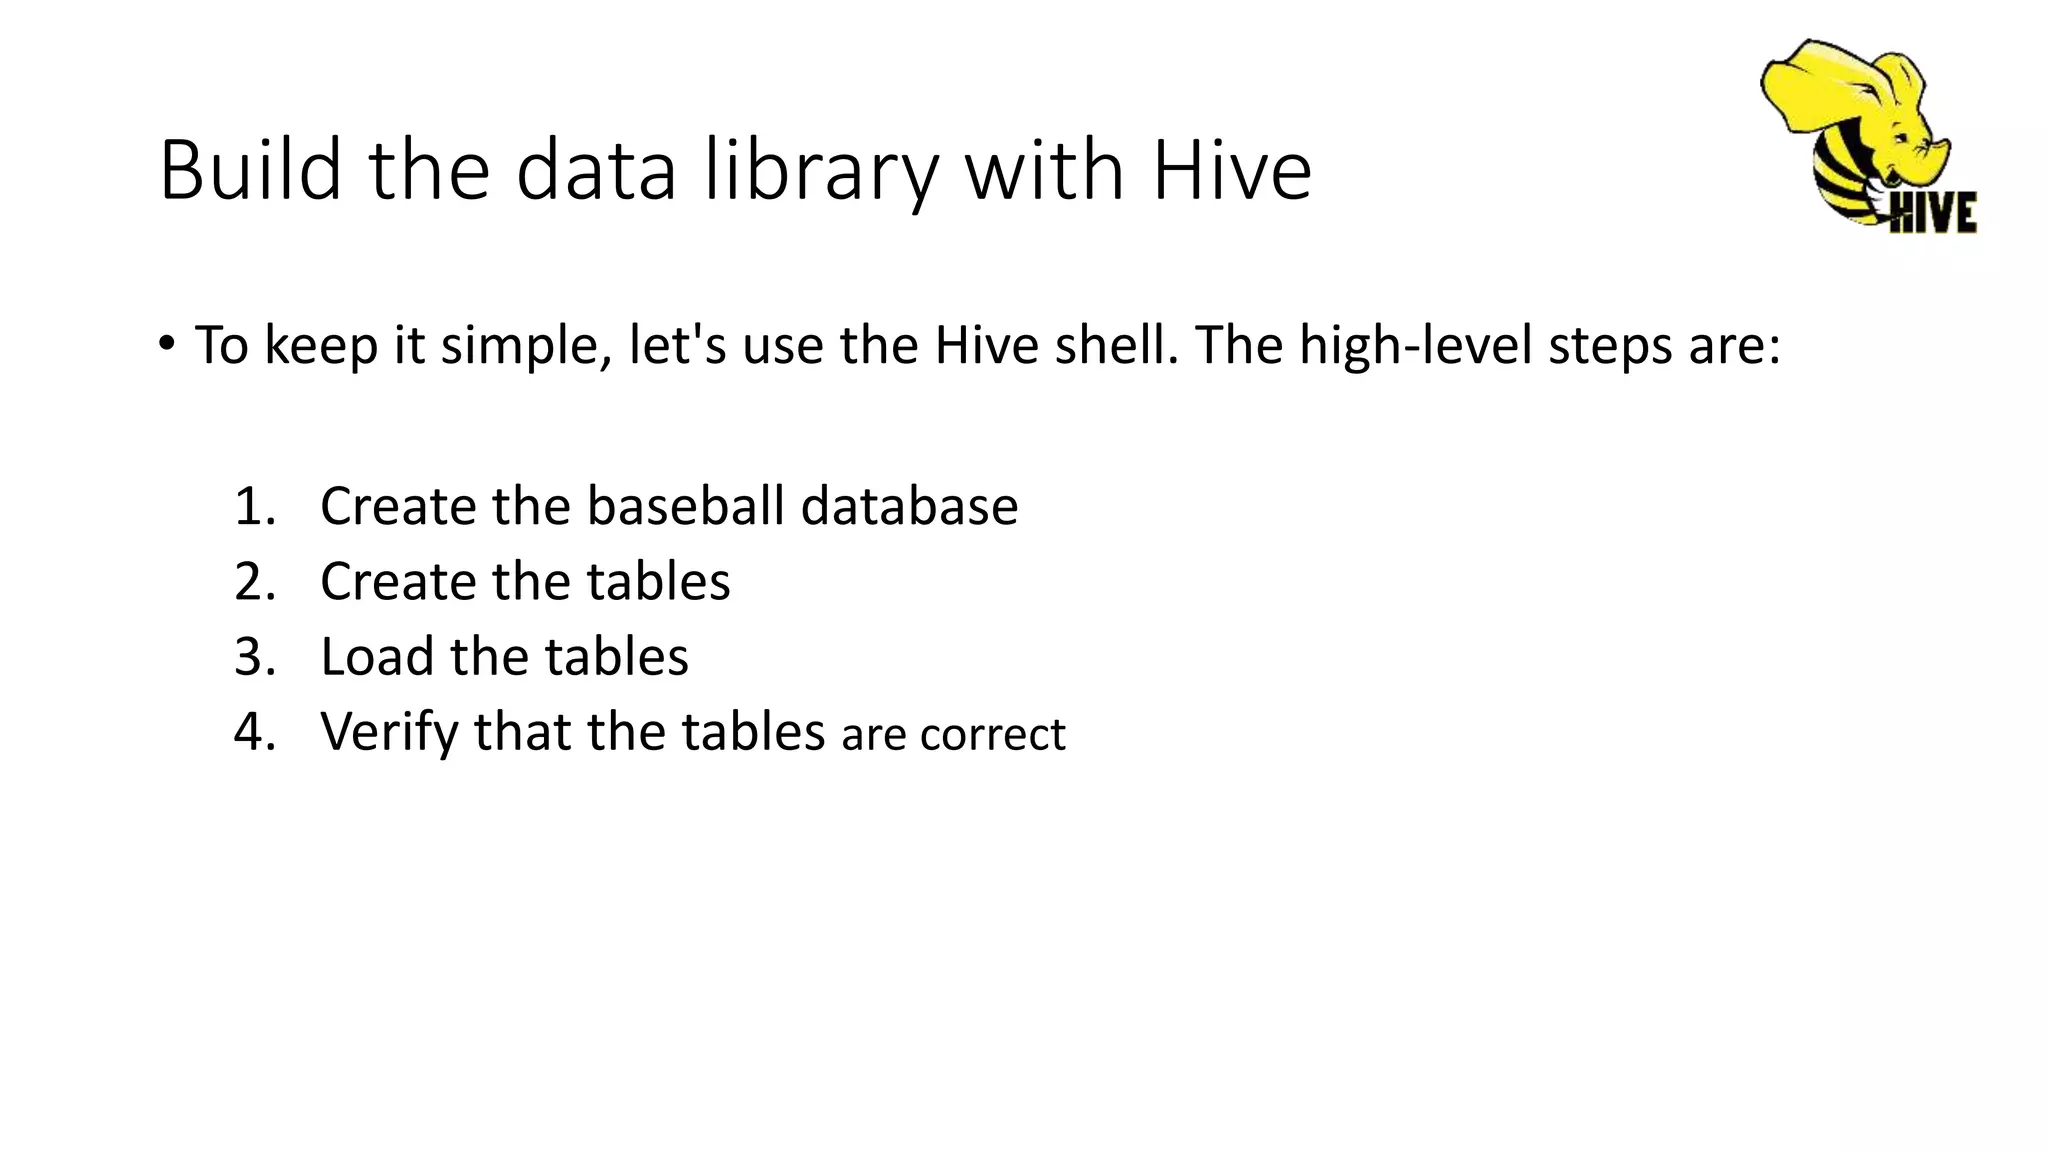 Build the data library with Hive
HIVE
• To keep it simple, let's use the Hive shell. The high-level steps are:
1. Create the baseball database
2. Create the tables
3. Load the tables
4. Verify that the tables are correct